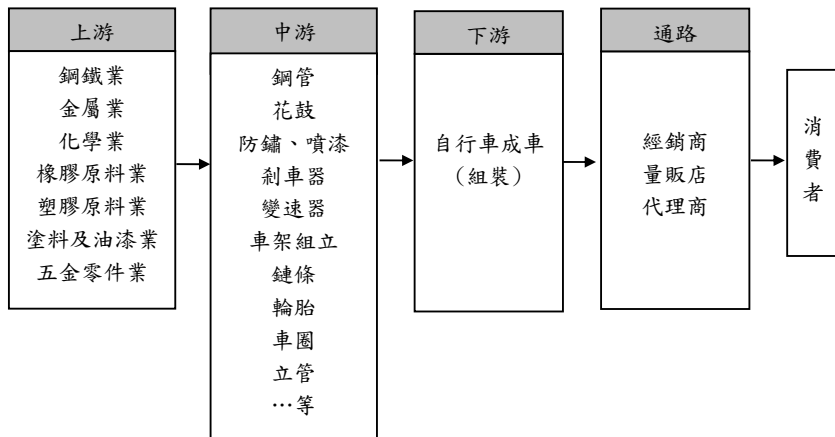 上游
鋼鐵業
金屬業
化學業
橡膠原料業
塑膠原料業
塗料及油漆業
五金零件業
中游
鋼管
花鼓
防鏽、噴漆
剎車器
變速器
車架組立
鏈條
輪胎
車圈
立管
…等
下游
自行車成車
（組裝）
通路
經銷商
量販店
代理商
消
費
者